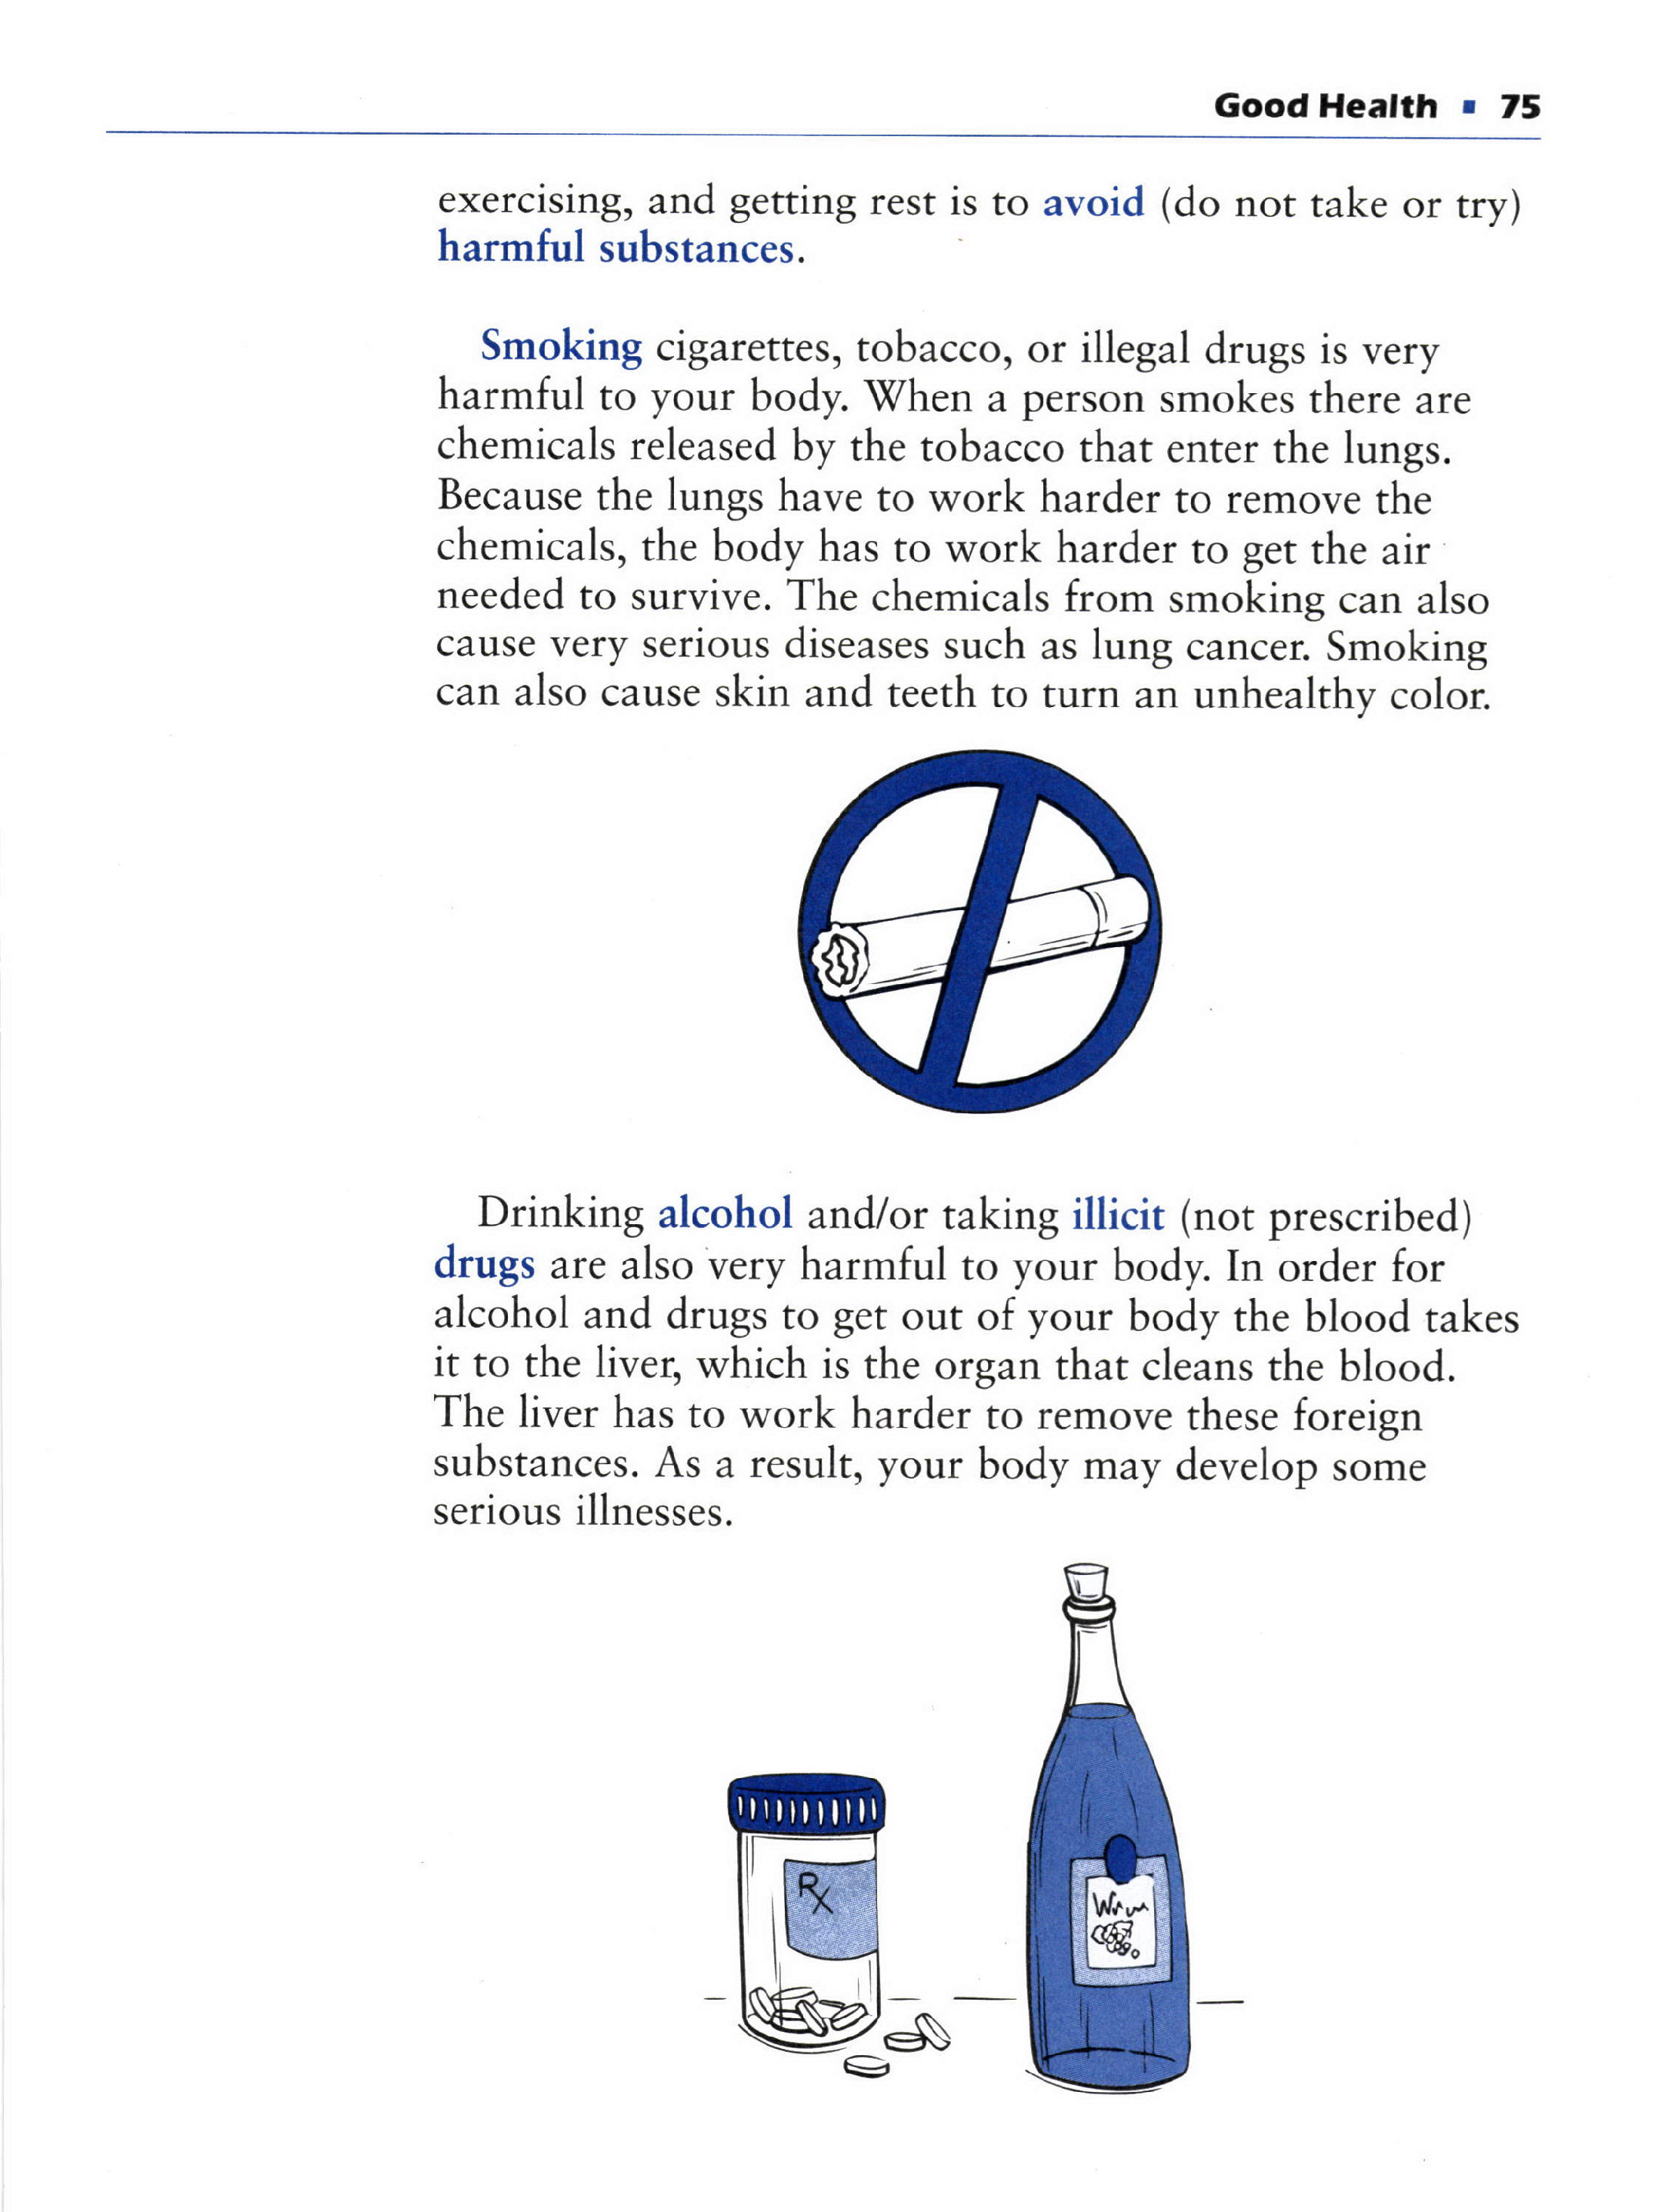 Good Health ▪ 75
exercising, and getting rest is to avoid (do not take or try)
harmful substances.
Smoking cigarettes, tobacco, or illegal drugs is very
harmful to your body. When a person smokes there are
chemicals released by the tobacco that enter the lungs.
Because the lungs have to work harder to remove the
chemicals, the body has to work harder to get the air
needed to survive. The chemicals from smoking can also
cause very serious diseases such as lung cancer. Smoking
can also cause skin and teeth to turn an unhealthy color.
Drinking alcohol and/or taking illicit (not prescribed)
drugs are also very harmful to your body. In order for
alcohol and drugs to get out of your body the blood takes
it to the liver, which is the organ that cleans the blood.
The liver has to work harder to remove these foreign
substances. As a result, your body may develop some
serious illnesses.
Rx